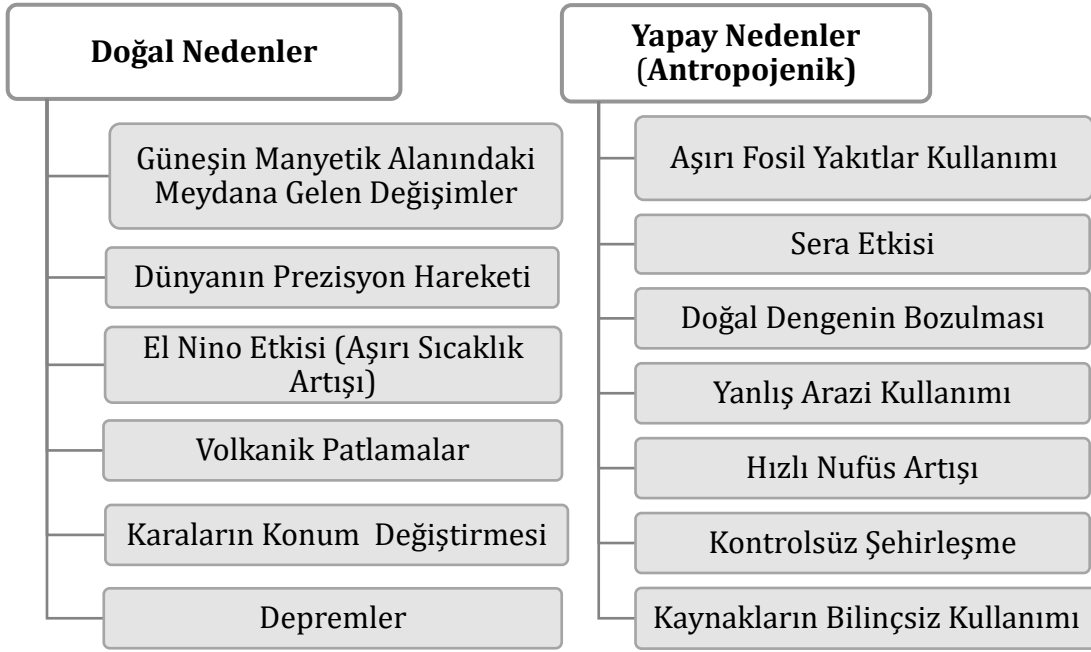 Doğal Nedenler
Güneşin Manyetik Alanındaki
Meydana Gelen Değişimler
Dünyanın Prezisyon Hareketi
El Nino Etkisi (Aşırı Sıcaklık
Artışı)
Volkanik Patlamalar
Karaların Konum  Değiştirmesi
Depremler
Yapay Nedenler
(Antropojenik)
Aşırı Fosil Yakıtlar Kullanımı
Sera Etkisi
Doğal Dengenin Bozulması
Yanlış Arazi Kullanımı
Hızlı Nufüs Artışı
Kontrolsüz Şehirleşme
Kaynakların Bilinçsiz Kullanımı